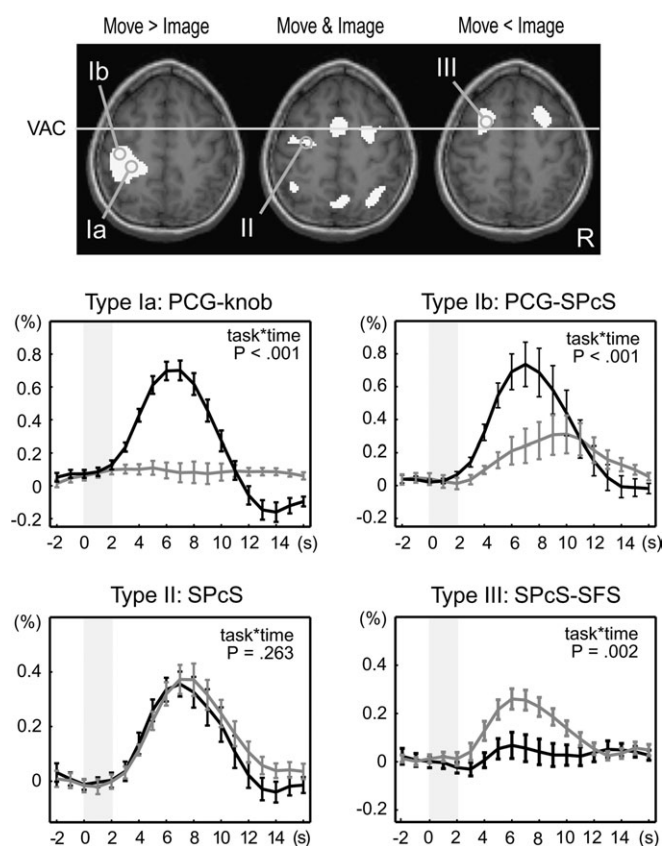 Move > Image Move & Image Move < Image
Ib III
VAC
Ia II R
Type Ia: PCG-knob
(%)
task*time
P < .001
0.8
0.6
0.4
0.2
0
-0.2
-2 0 2 4 6 8 10 12 14 16 (s)
Type Ib: PCG-SPcS
(%)
task*time
P < .001
0.8
0.6
0.4
0.2
0
-0.2
-2 0 2 4 6 8 10 12 14 16 (s)
Type II: SPcS
(%)
task*time
P = .263
0.4
0.2
0
-2 0 2 4 6 8 10 12 14 16 (s)
Type III: SPcS-SFS
(%)
task*time
P = .002
0.4
0.2
0
-0.2
-2 0 2 4 6 8 10 12 14 16 (s)